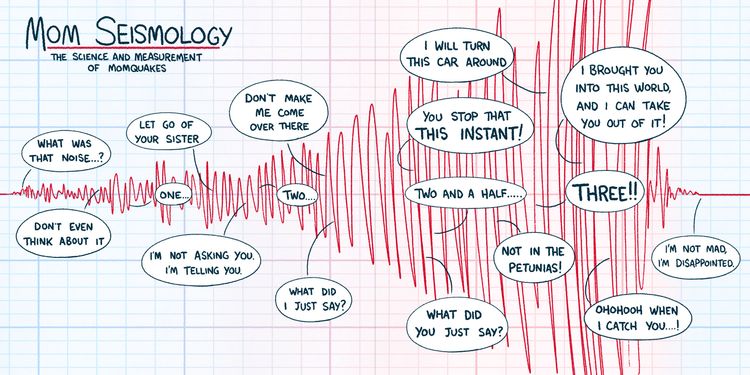 MOM SEISMOLOGY
THE SCIENCE AND MEASUREMENT
OF MOMQUAKES
WHAT WAS
THAT NOISE...?
DON'T EVEN
THINK ABOUT IT
LET GO OF
YOUR SISTER
ONE...
I'M NOT ASKING YOU.
I'M TELLING YOU.
DON'T MAKE
ME COME
OVER THERE
TWO....
WHAT DID
I JUST SAY?
I WILL TURN
THIS CAR AROUND
YOU STOP THAT
THIS INSTANT!
TWO AND A HALF.....
WHAT DID
YOU JUST SAY?
NOT IN THE
PETUNIAS!
I BROUGHT YOU
INTO THIS WORLD,
AND I CAN TAKE
YOU OUT OF IT!
THREE!!
OHOHOOH WHEN
I CATCH YOU....!
I'M NOT MAD,
I'M DISAPPOINTED.